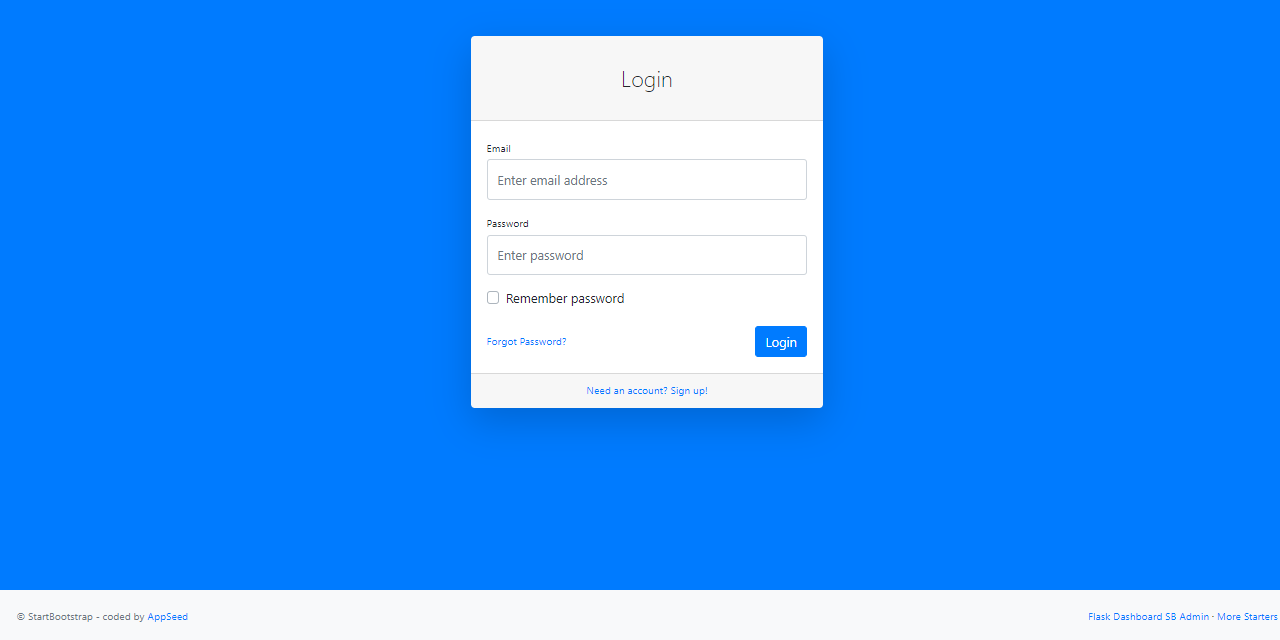 Login
Email
Enter email address
Password
Enter password
Remember password
Forgot Password? Login
Need an account? Sign up!
© StartBootstrap - coded by AppSeed Flask Dashboard SB Admin · More Starters